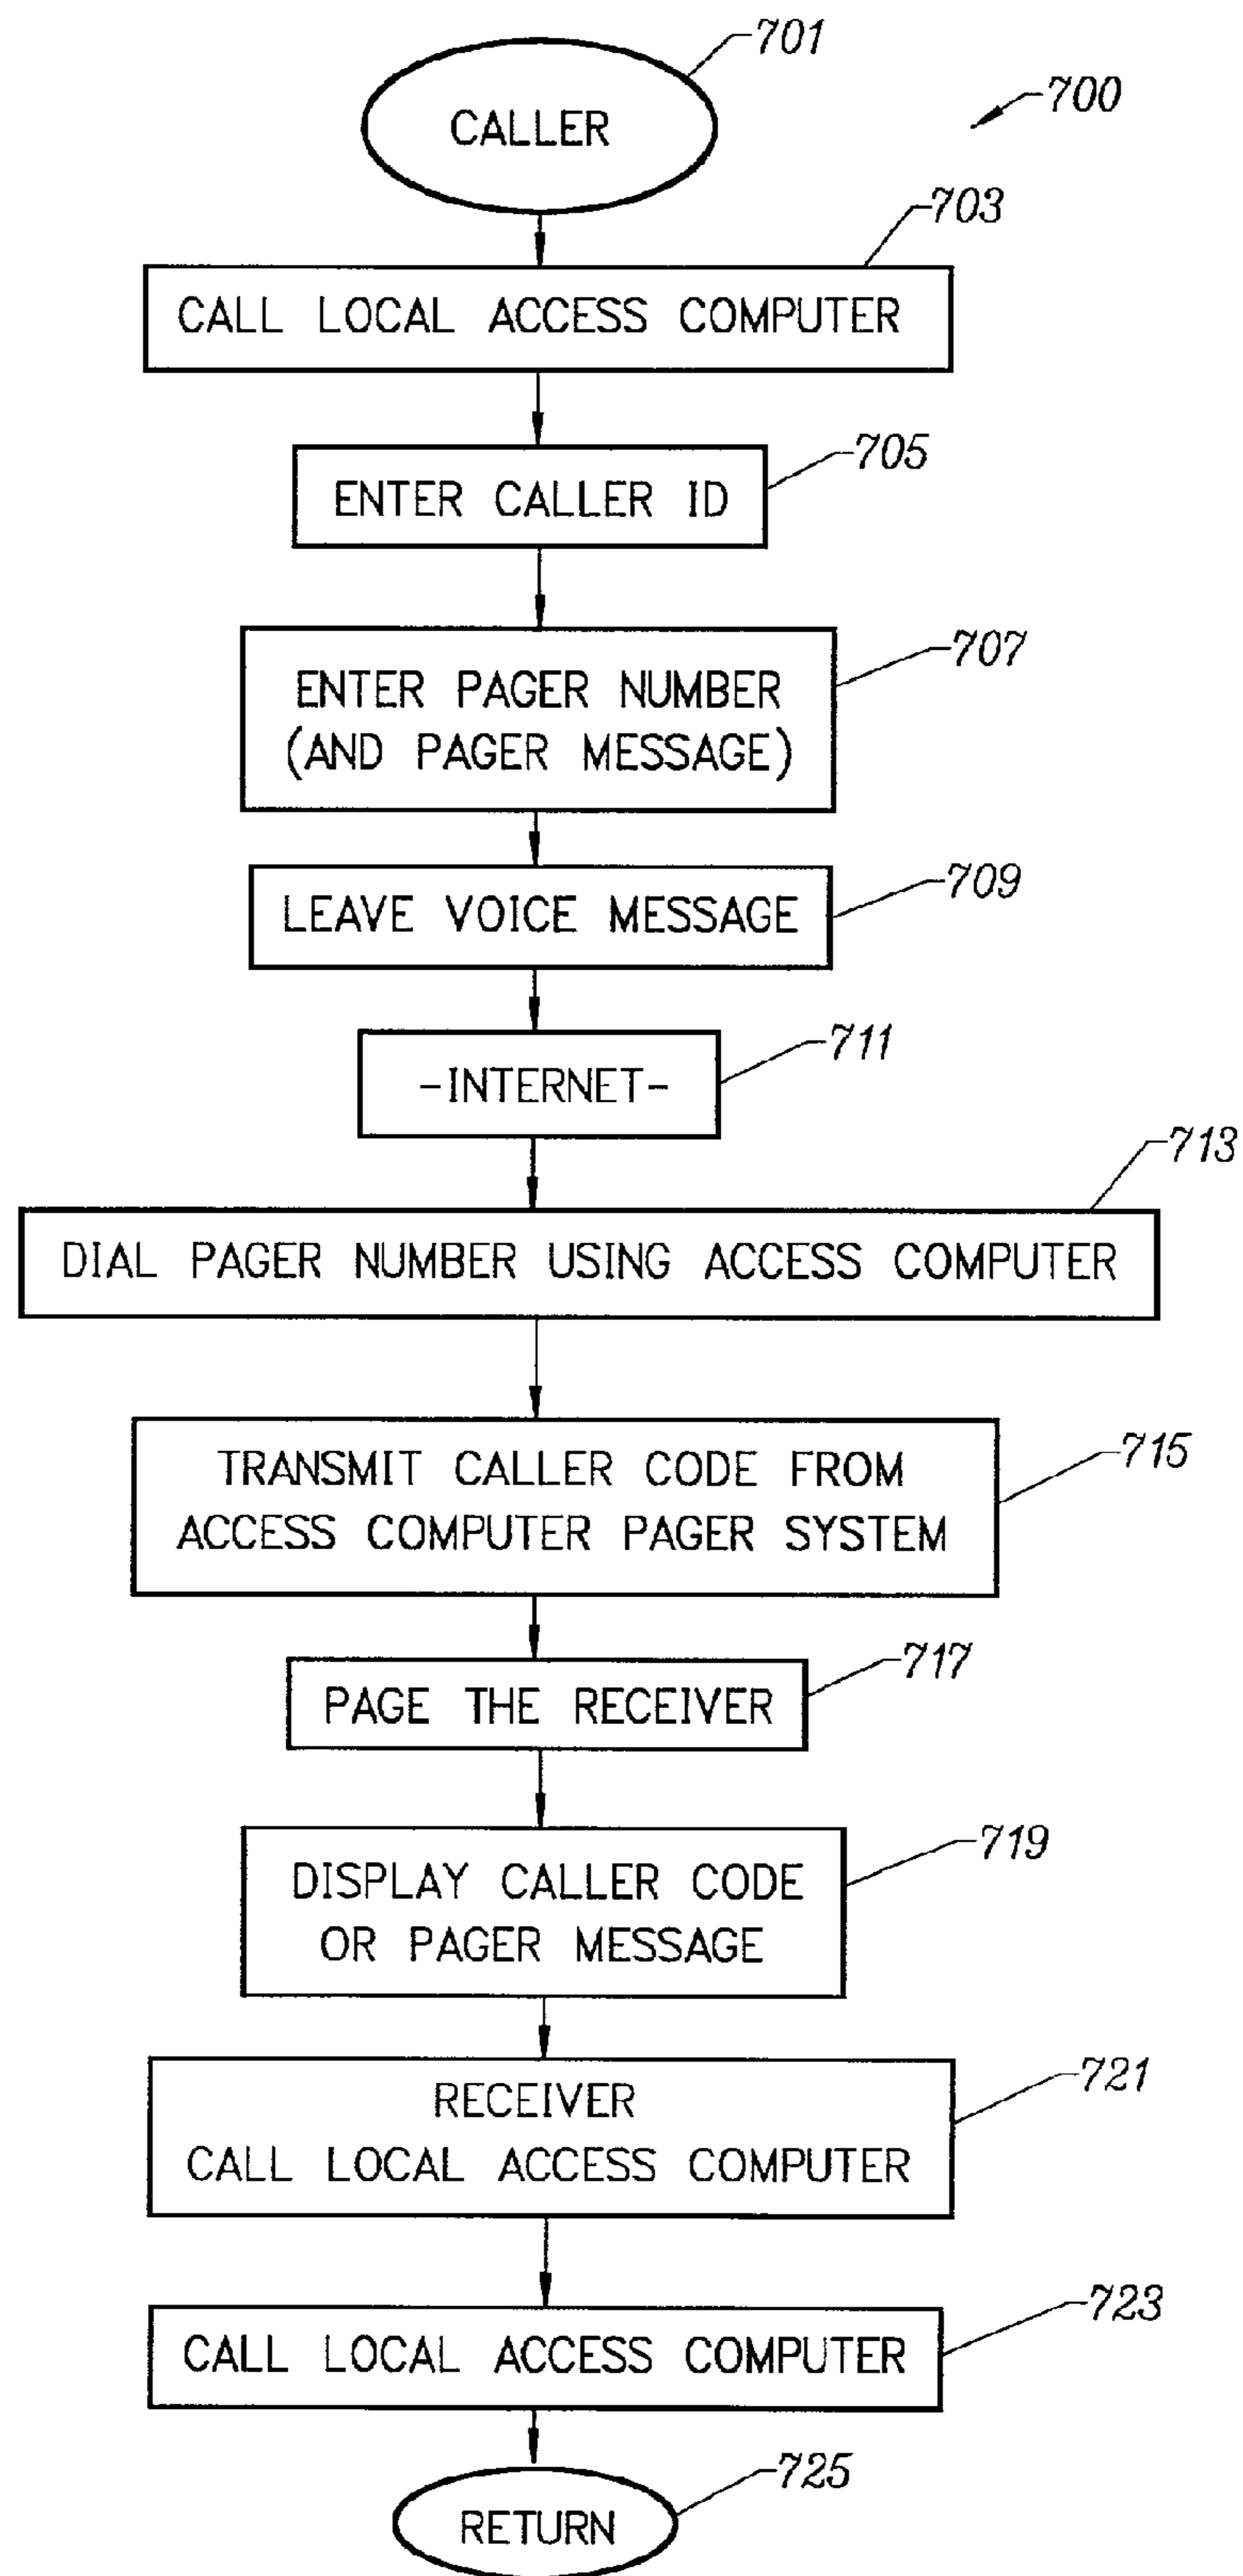 701
CALLER
700
703
CALL LOCAL ACCESS COMPUTER
705
ENTER CALLER ID
707
ENTER PAGER NUMBER
(AND PAGER MESSAGE)
709
LEAVE VOICE MESSAGE
711
-INTERNET-
713
DIAL PAGER NUMBER USING ACCESS COMPUTER
715
TRANSMIT CALLER CODE FROM
ACCESS COMPUTER PAGER SYSTEM
717
PAGE THE RECEIVER
719
DISPLAY CALLER CODE
OR PAGER MESSAGE
721
RECEIVER
CALL LOCAL ACCESS COMPUTER
723
CALL LOCAL ACCESS COMPUTER
725
RETURN